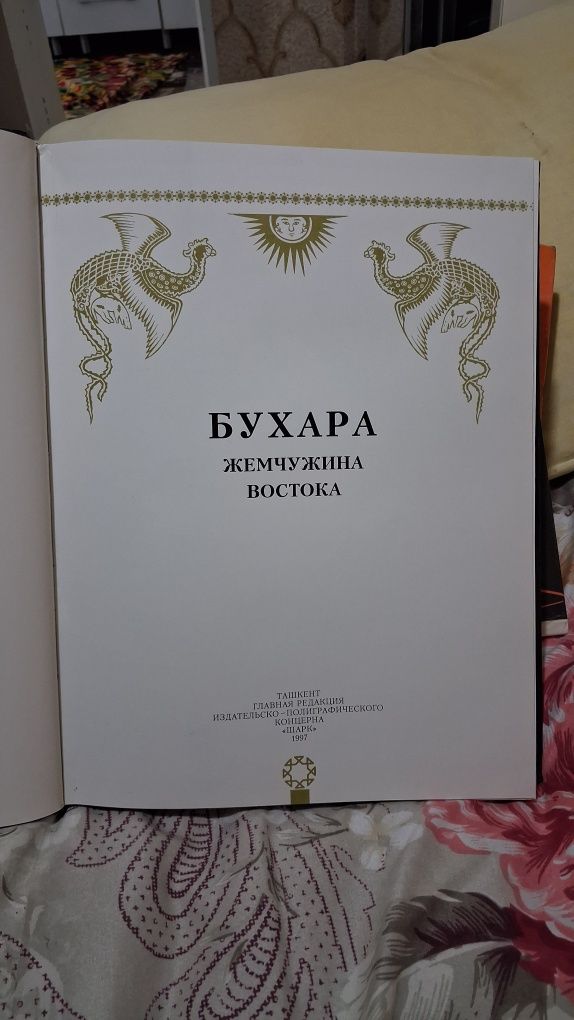 БУХАРА
ЖЕМЧУЖИНА
ВОСТОКА
ТАШКЕНТ
ГЛАВНАЯ РЕДАКЦИЯ
ИЗДАТЕЛЬСКО-ПОЛИГРАФИЧЕСКОГО
КОНЦЕРНА
«ШАРК»
1997